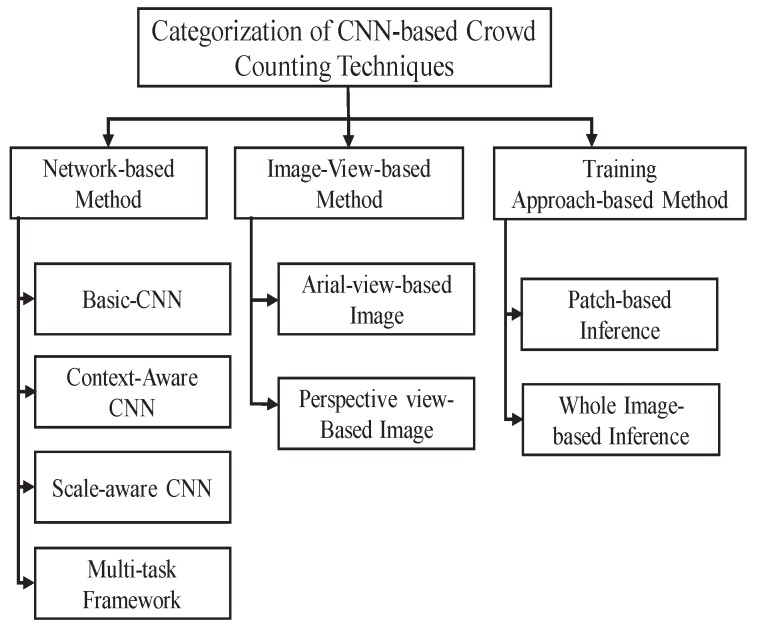 Categorization of CNN-based Crowd
Counting Techniques
Network-based
Method
Image-View-based
Method
Training
Approach-based Method
Basic-CNN
Context-Aware
CNN
Scale-aware CNN
Multi-task
Framework
Arial-view-based
Image
Perspective view-
Based Image
Patch-based
Inference
Whole Image-
based Inference